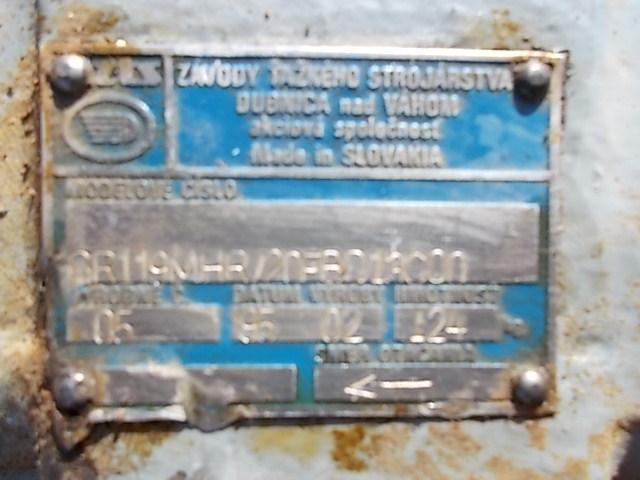 ZŤS
ZÁVODY ŤAŽKÉHO STROJÁRSTVA
DUBNICA nad VÁHOM
akciová spoločnosť
Made in SLOVAKIA
MODELOVÉ ČÍSLO
VÝROBNÉ Č. DÁTUM VÝROBY HMOTNOSŤ
05 95 02 124 kg
SMER OTÁČANIA